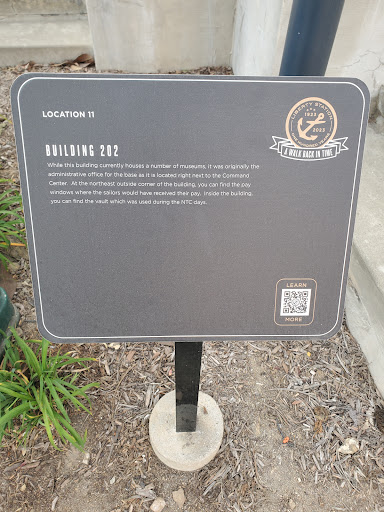 LOCATION 11
LIBERTY STATION
1923
2023
A WALK BACK IN TIME
BUILDING 202
While this building currently houses a number of museums, it was originally the
administrative office for the base as it is located right next to the Command
Center. At the northeast outside corner of the building, you can find the pay
windows where the sailors would have received their pay. Inside the building,
you can find the vault which was used during the NTC days.
LEARN
MORE